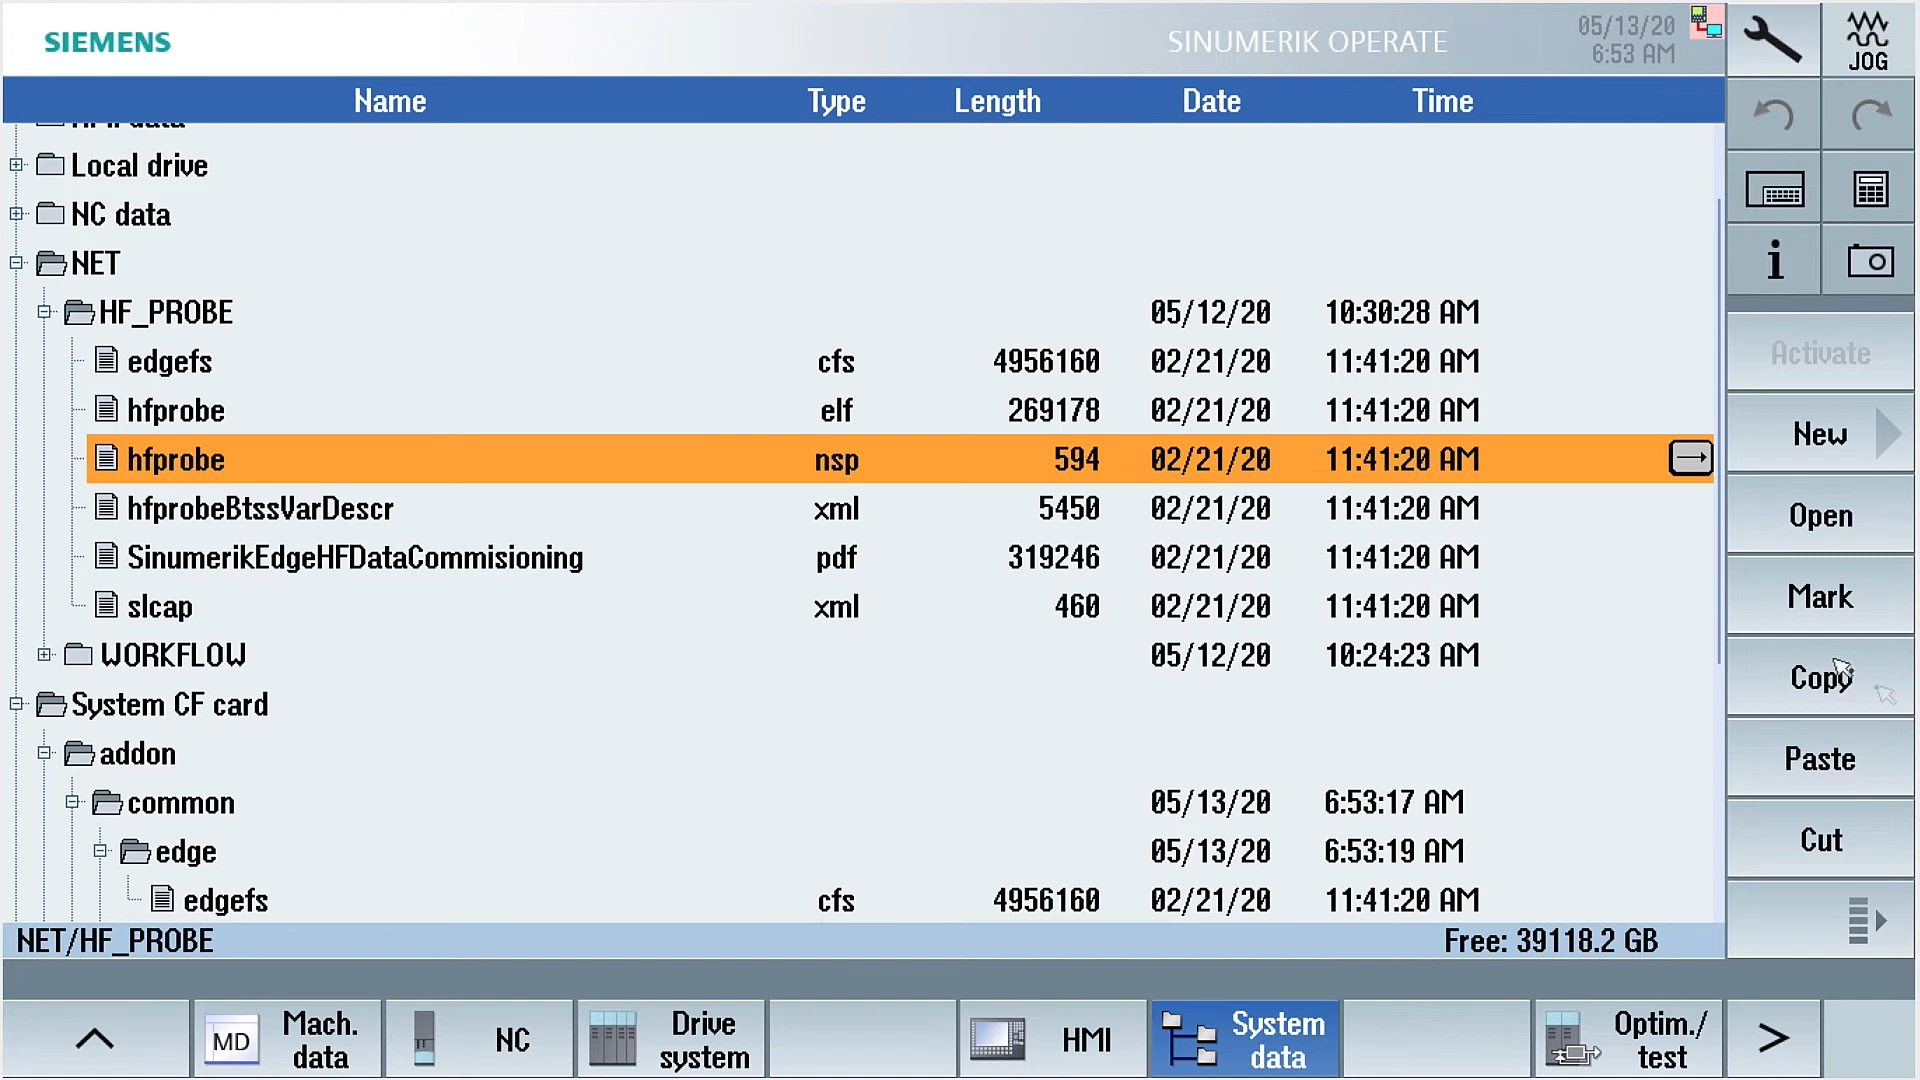 SIEMENS
SINUMERIK OPERATE
05/13/20
6:53 AM
JOG
Name Type Length Date Time
Local drive
NC data
NET
HF_PROBE 05/12/20 10:30:28 AM
edgefs cfs 4956160 02/21/20 11:41:20 AM
hfprobe elf 269178 02/21/20 11:41:20 AM
hfprobe nsp 594 02/21/20 11:41:20 AM
hfprobeBtssVarDescr xml 5450 02/21/20 11:41:20 AM
SinumerikEdgeHFDataCommisioning pdf 319246 02/21/20 11:41:20 AM
slcap xml 460 02/21/20 11:41:20 AM
WORKFLOW 05/12/20 10:24:23 AM
System CF card
addon
common 05/13/20 6:53:17 AM
edge 05/13/20 6:53:19 AM
edgefs cfs 4956160 02/21/20 11:41:20 AM
NET/HF_PROBE Free: 39118.2 GB
Activate
New
Open
Mark
Copy
Paste
Cut
MD
Mach.
data
NC
Drive
system
HMI
System
data
Optim./
test